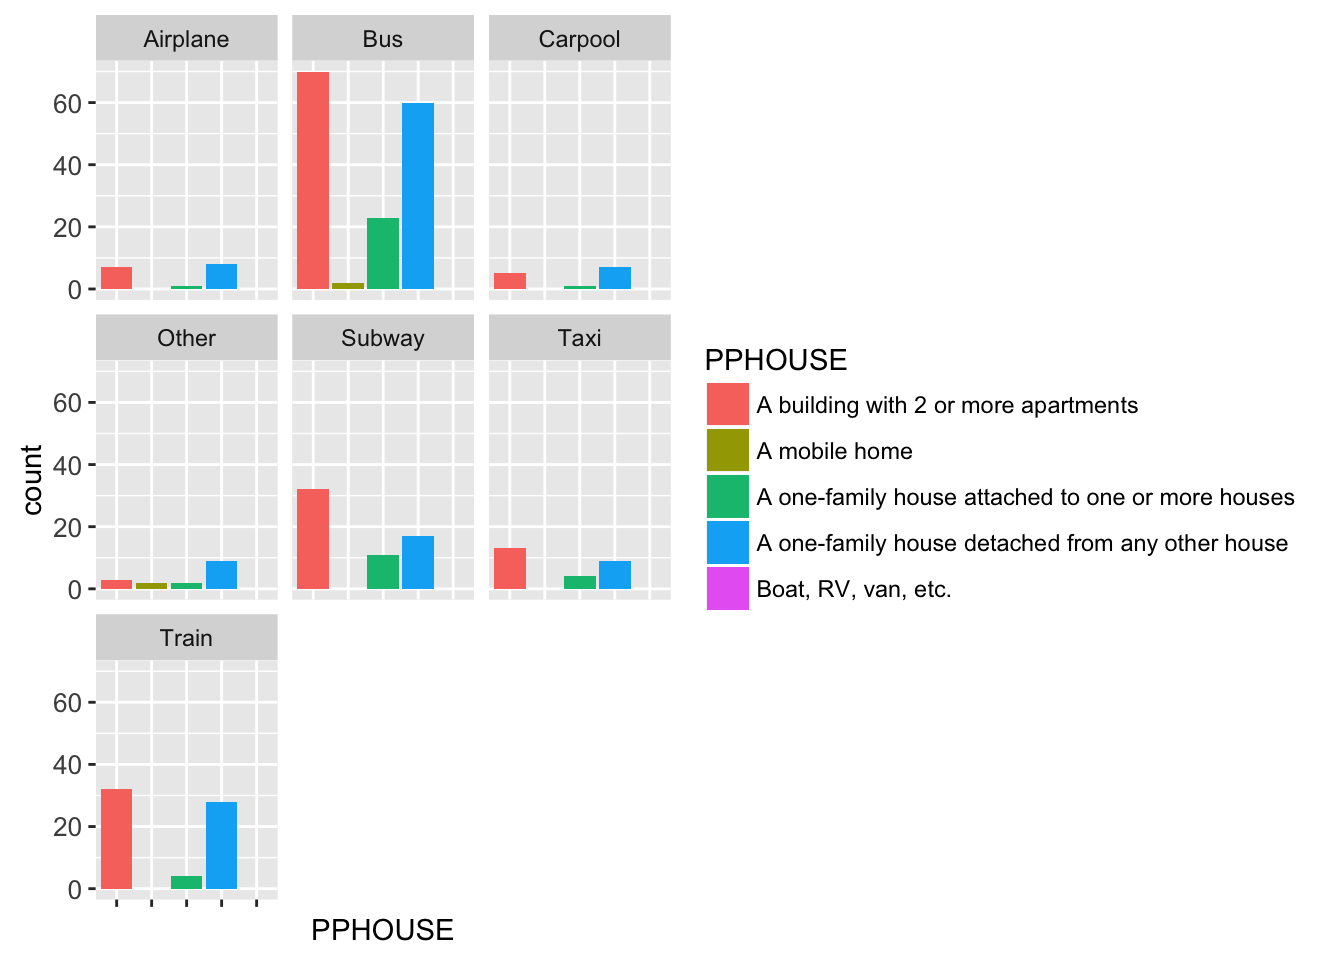 Airplane Bus Carpool
60
40
20
0
Other Subway Taxi
60
40
20
0
count
PPHOUSE
A building with 2 or more apartments
A mobile home
A one-family house attached to one or more houses
A one-family house detached from any other house
Boat, RV, van, etc.
Train
60
40
20
0
PPHOUSE